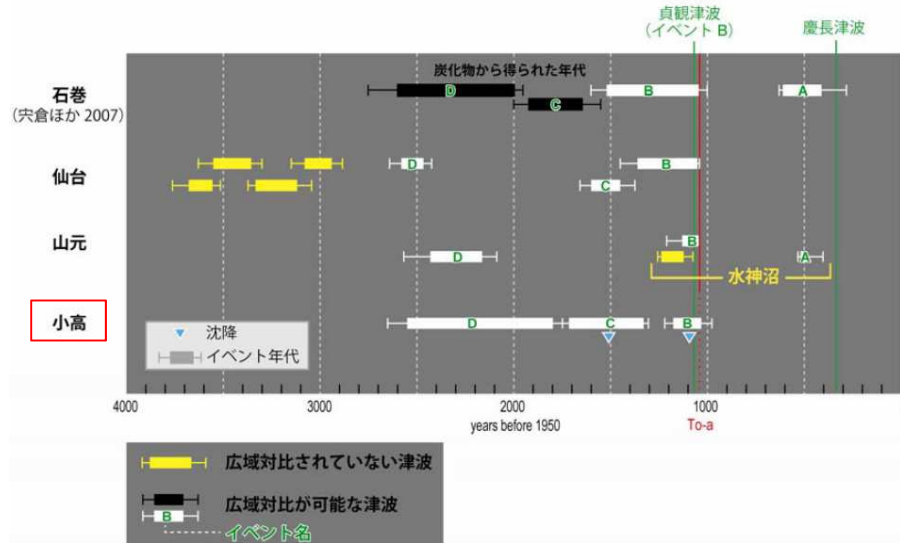 貞観津波
(イベント B)
慶長津波
炭化物から得られた年代
石巻
(宍倉ほか 2007)
D
B
A
C
仙台
D
B
C
山元
B
D
A
水神沼
小高
D
C
B
沈降
イベント年代
4000
3000
2000
1000
years before 1950
To-a
広域対比されていない津波
広域対比が可能な津波
B
イベント名